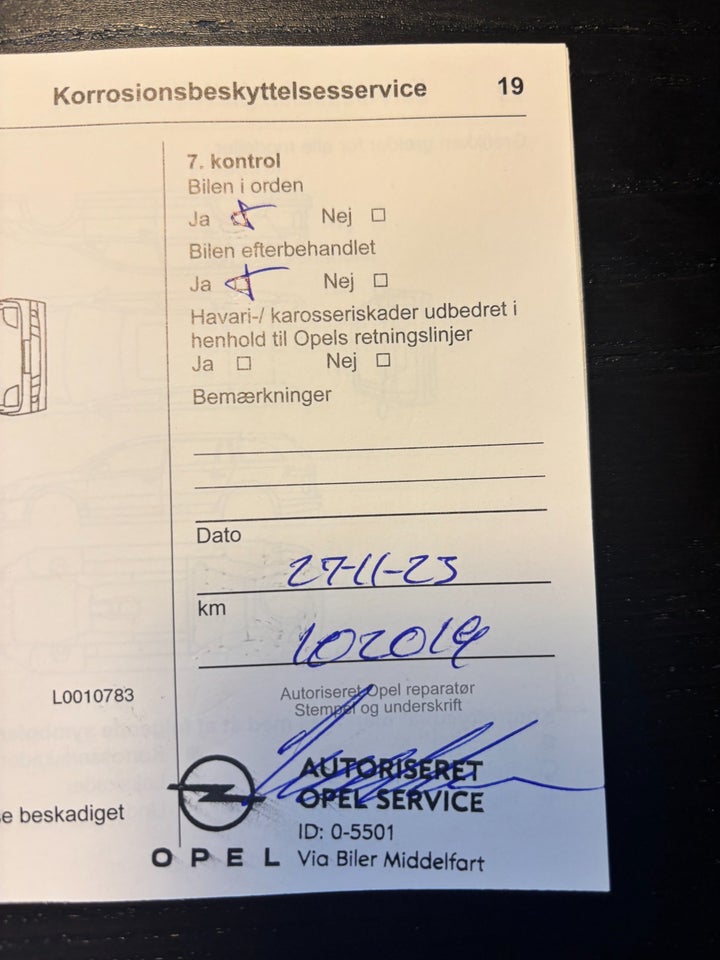 Korrosionsbeskyttelsesservice 19
7. kontrol
Bilen i orden
Ja Nej
Bilen efterbehandlet
Ja Nej
Havari-/ karosseriskader udbedret i
henhold til Opels retningslinjer
Ja Nej
Bemærkninger
Dato
27-11-23
km
102019
L0010783
Autoriseret Opel reparatør
Stempel og underskrift
AUTORISERET
OPEL SERVICE
ID: 0-5501
OPEL Via Biler Middelfart
e beskadiget